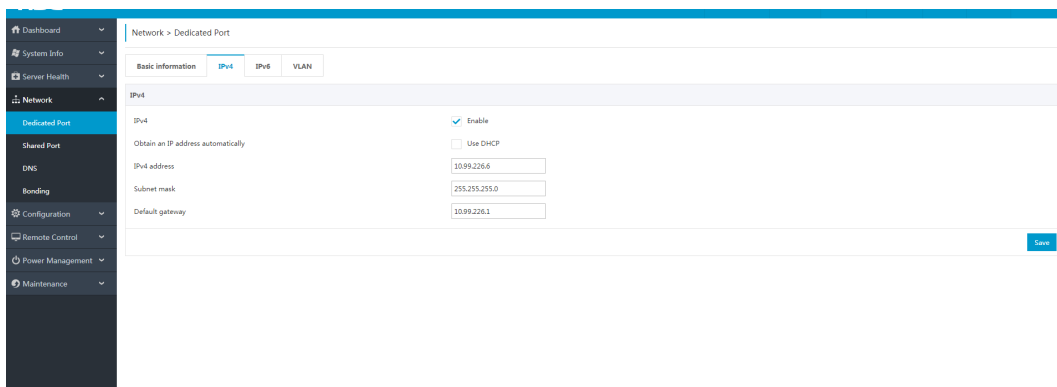 Dashboard
System Info
Server Health
Network
Dedicated Port
Shared Port
DNS
Bonding
Configuration
Remote Control
Power Management
Maintenance
Network > Dedicated Port
Basic information IPv4 IPv6 VLAN
IPv4
IPv4 Enable
Obtain an IP address automatically Use DHCP
IPv4 address 10.99.226.6
Subnet mask 255.255.255.0
Default gateway 10.99.226.1
Save